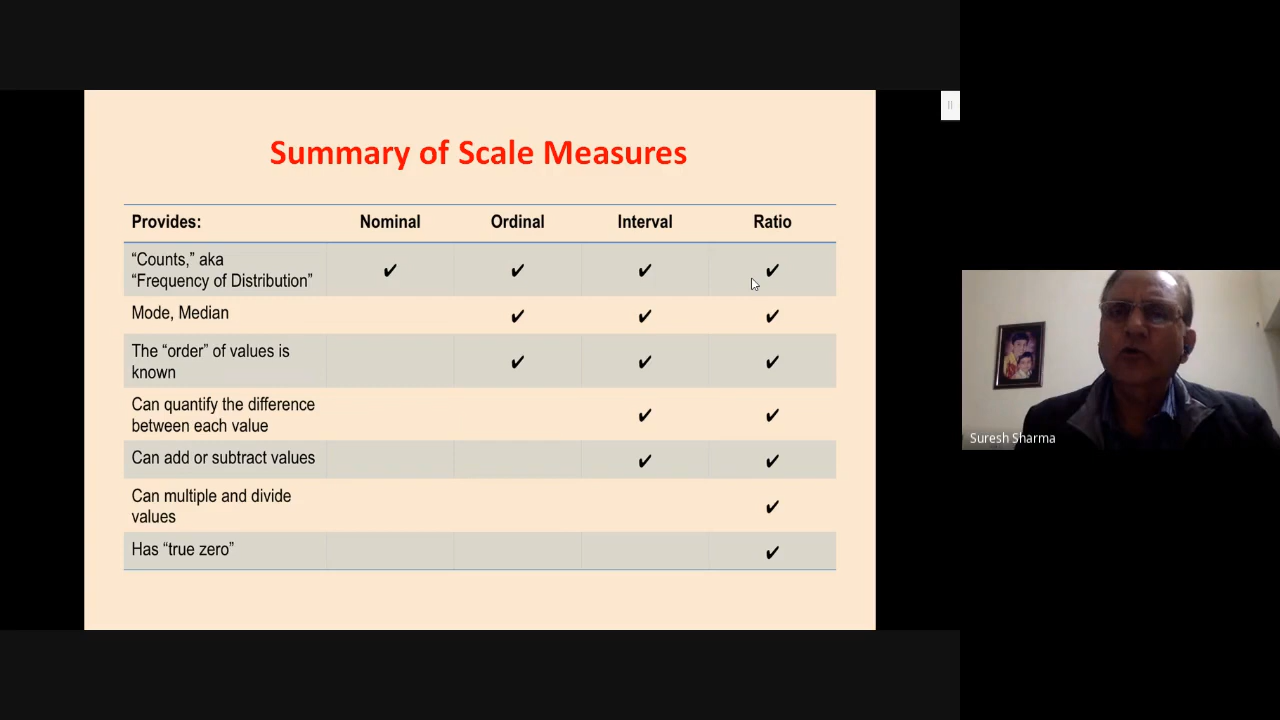 Summary of Scale Measures
Provides: Nominal Ordinal Interval Ratio
“Counts,” aka
“Frequency of Distribution” ✔ ✔ ✔ ✔
Mode, Median ✔ ✔ ✔
The “order” of values is
known ✔ ✔ ✔
Can quantify the difference
between each value ✔ ✔
Can add or subtract values ✔ ✔
Can multiple and divide
values ✔
Has “true zero” ✔
Suresh Sharma